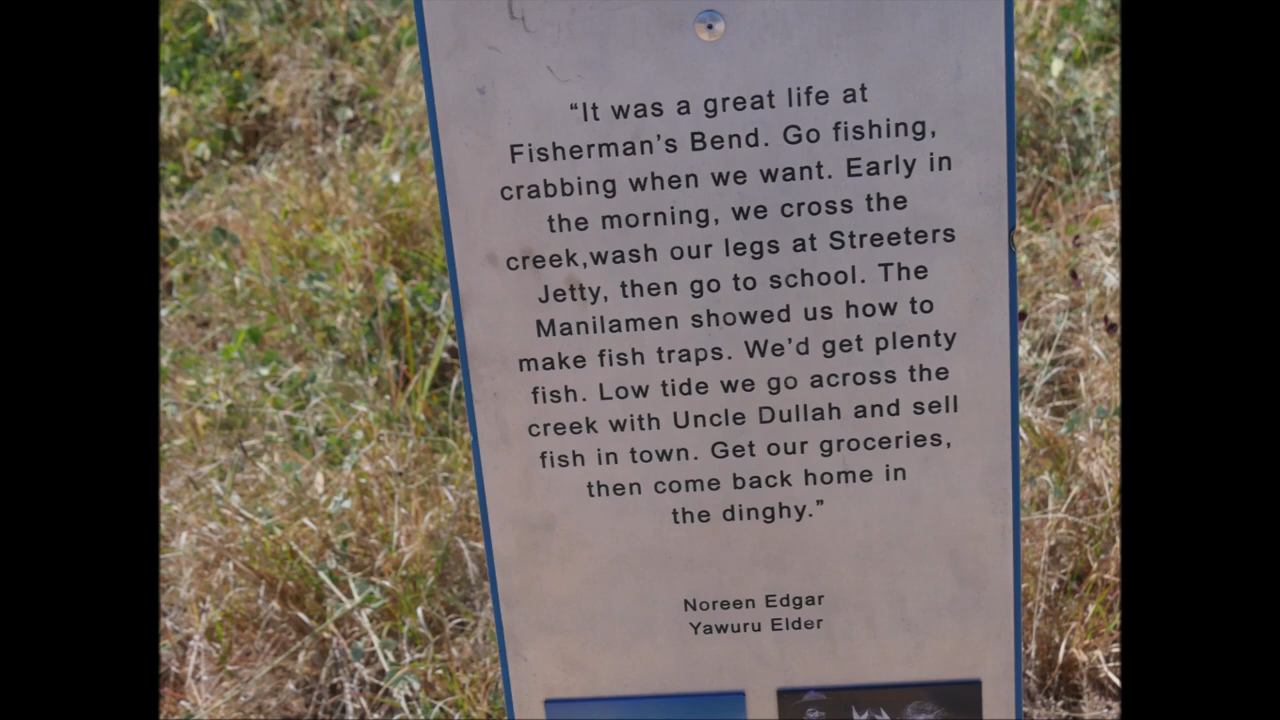 “It was a great life at
Fisherman’s Bend. Go fishing,
crabbing when we want. Early in
the morning, we cross the
creek,wash our legs at Streeters
Jetty, then go to school. The
Manilamen showed us how to
make fish traps. We’d get plenty
fish. Low tide we go across the
creek with Uncle Dullah and sell
fish in town. Get our groceries,
then come back home in
the dinghy.”
Noreen Edgar
Yawuru Elder